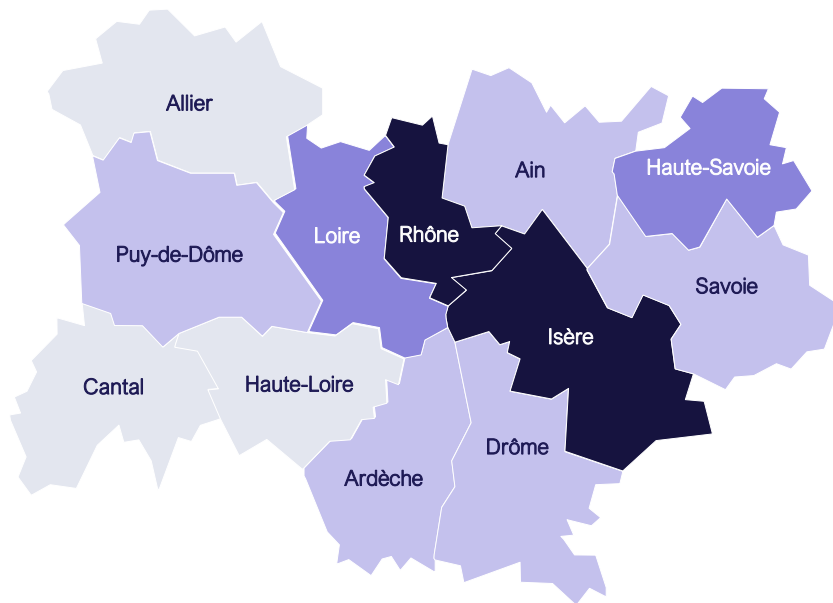 Allier
Ain
Haute-Savoie
Loire
Rhône
Puy-de-Dôme
Savoie
Isère
Cantal
Haute-Loire
Drôme
Ardèche